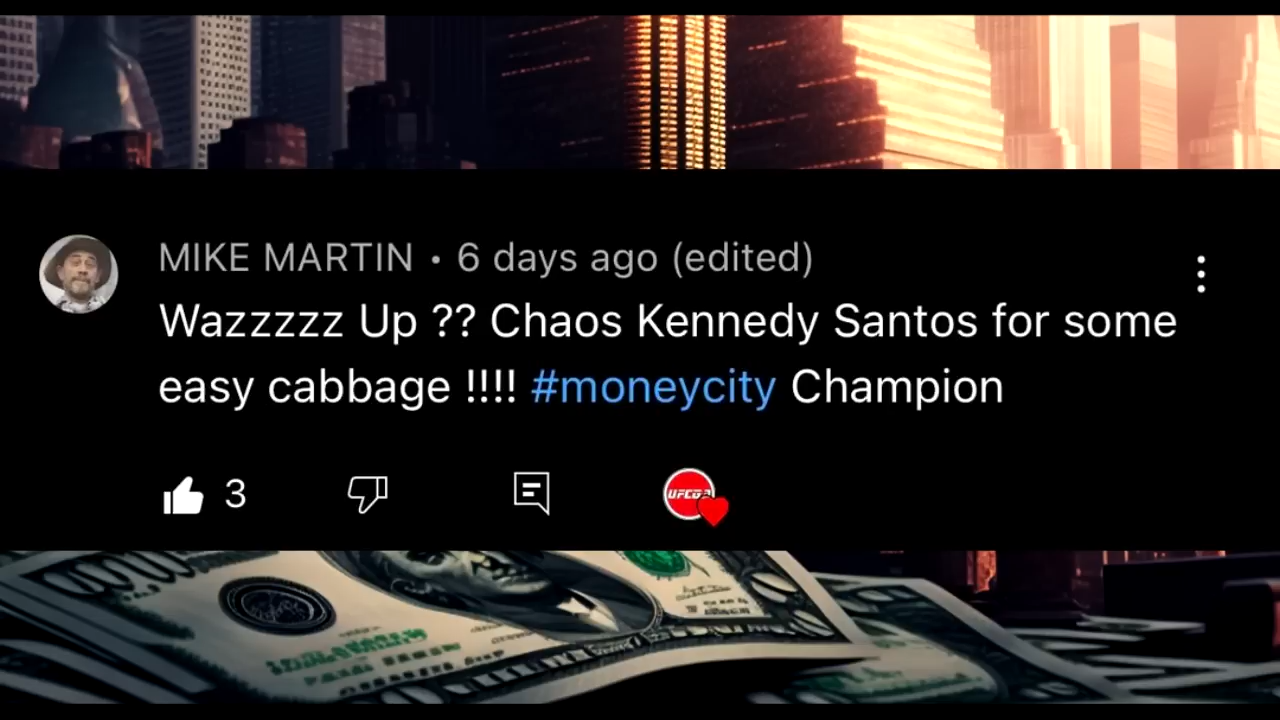 MIKE MARTIN • 6 days ago (edited)
Wazzzzz Up ?? Chaos Kennedy Santos for some
easy cabbage !!!! #moneycity Champion
3